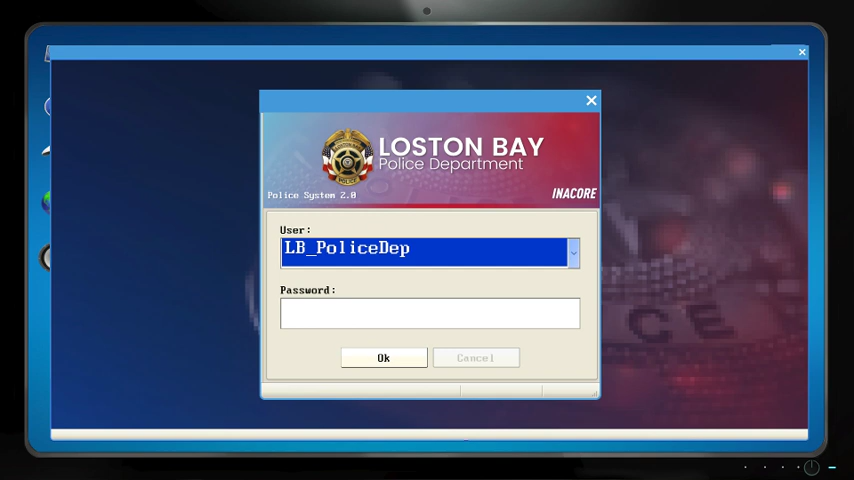 LOSTON BAY
Police Department
Police System 2.0
INACORE
User:
LB_PoliceDep
Password:
Ok
Cancel